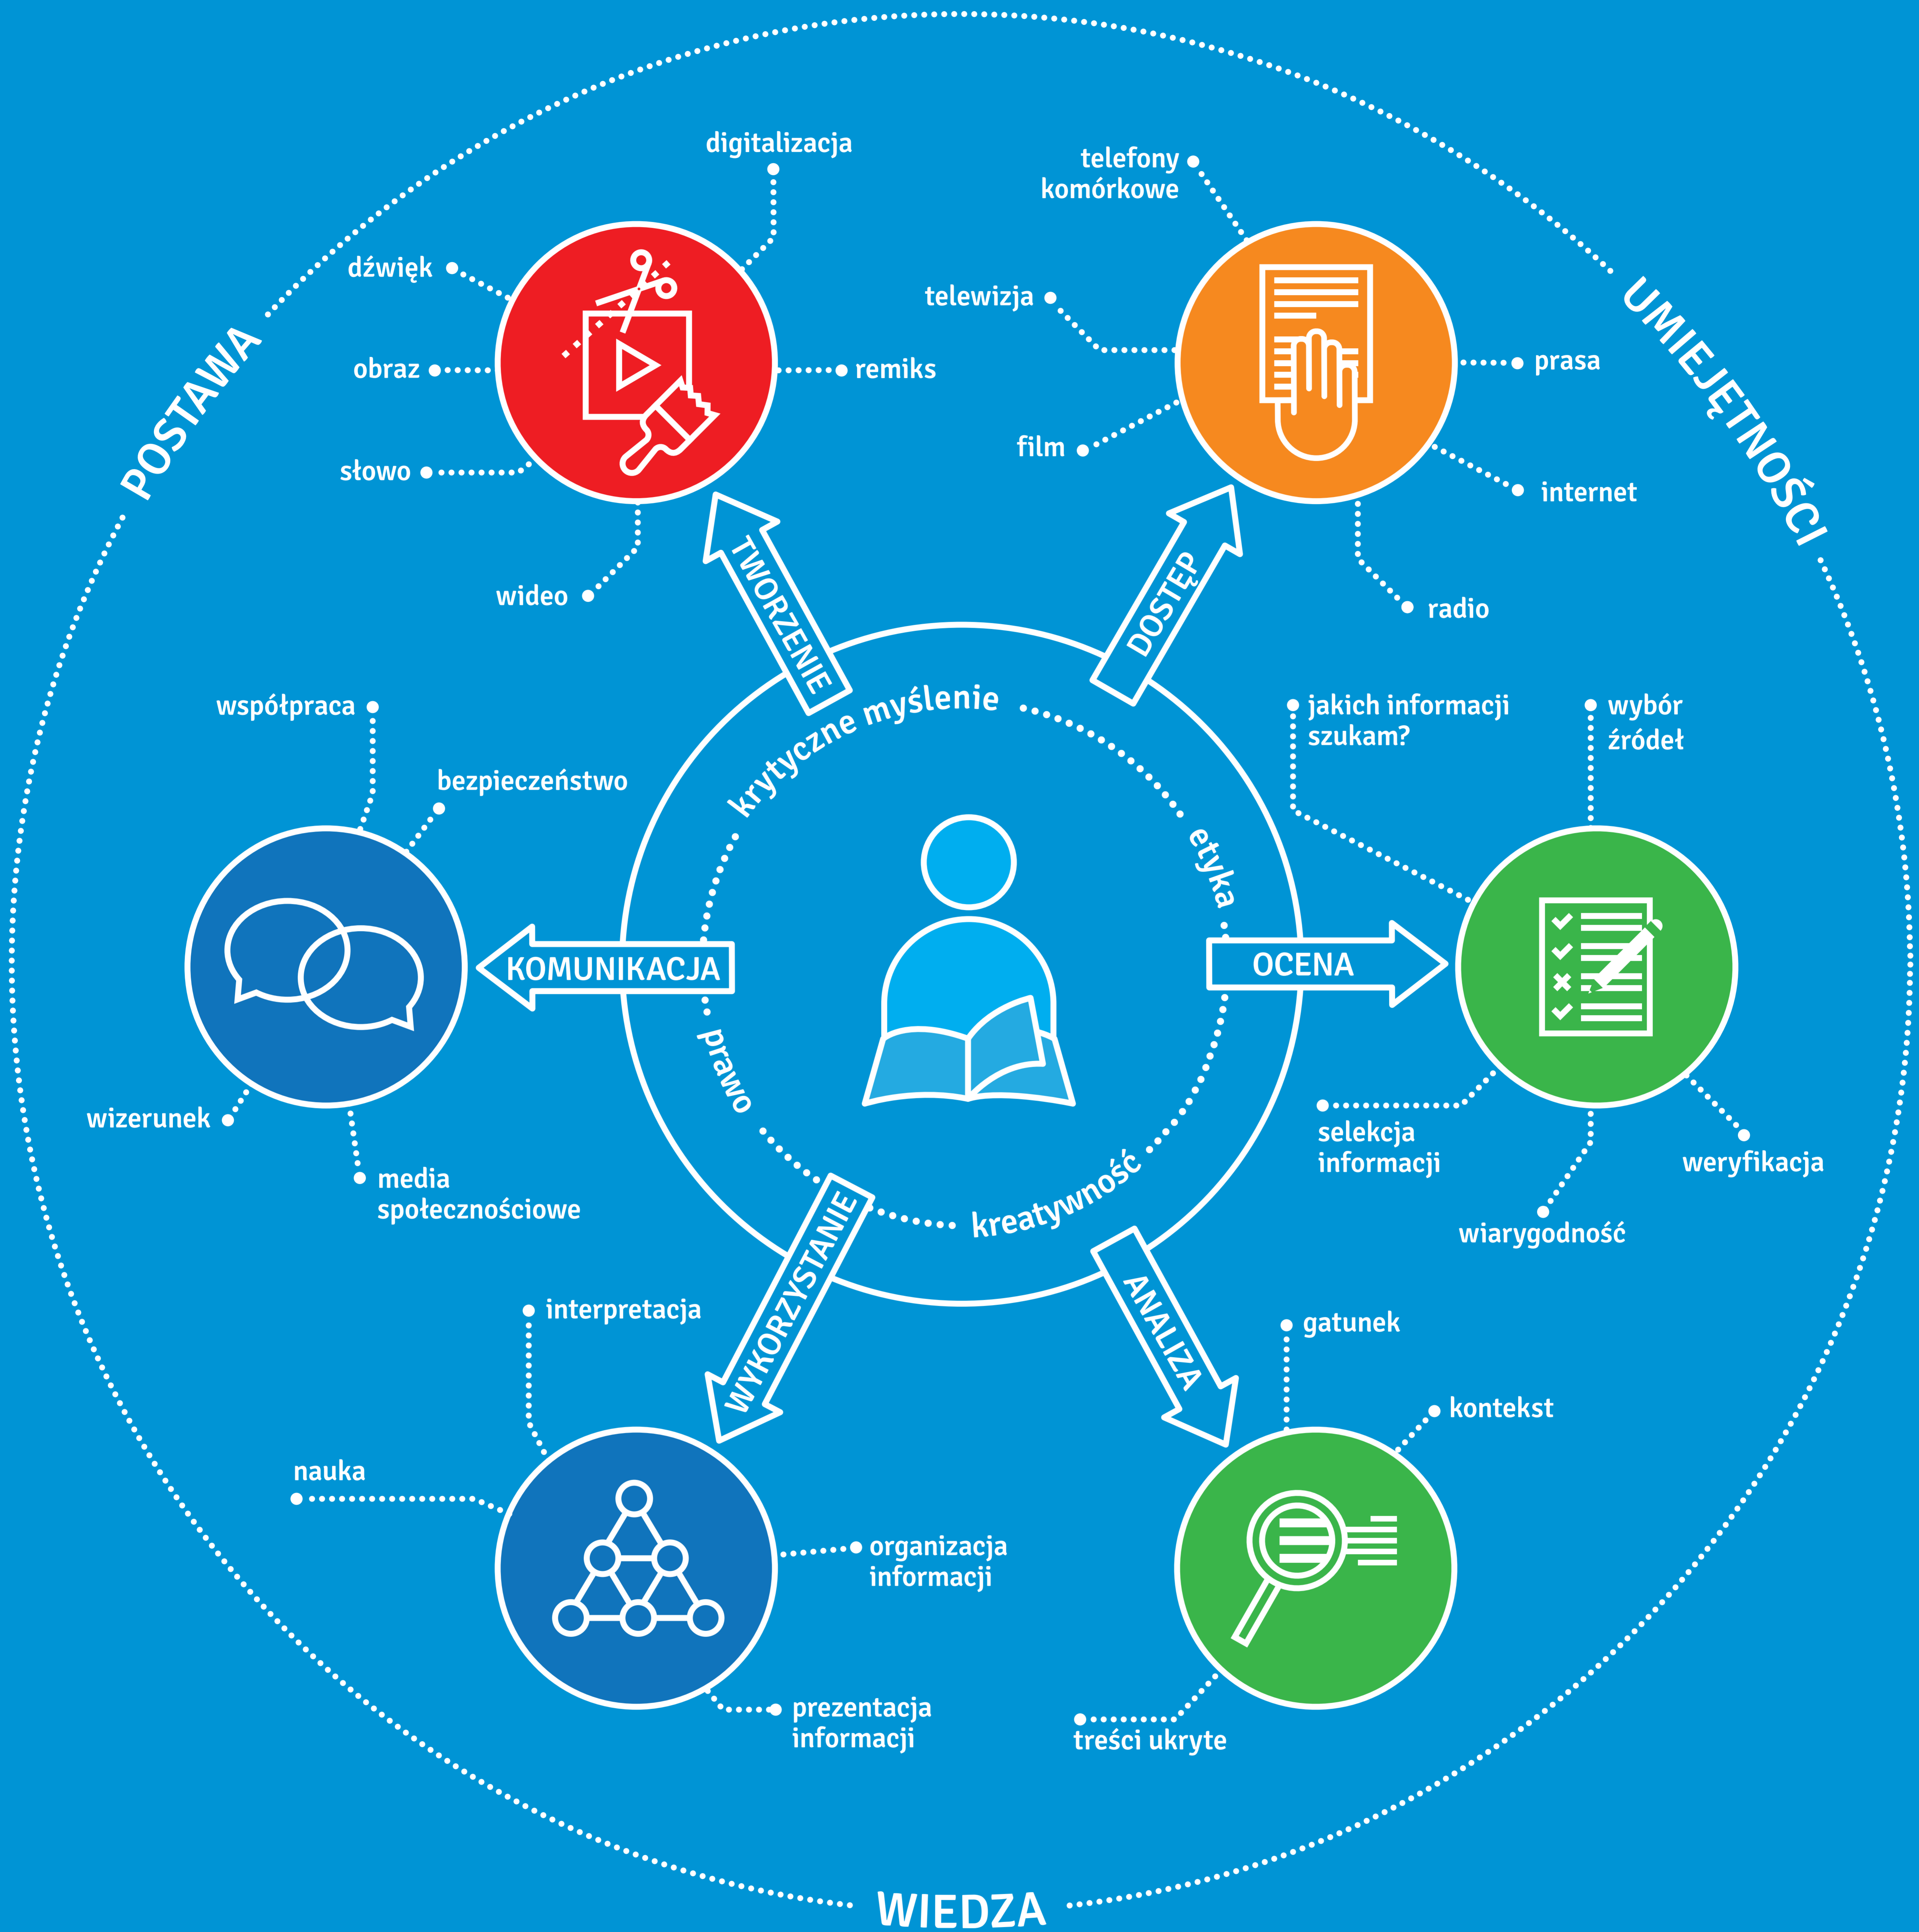 POSTAWA
UMIEJĘTNOŚCI
WIEDZA
digitalizacja
dźwięk
obraz
remiks
słowo
wideo
TWORZENIE
telefony
komórkowe
telewizja
prasa
film
internet
radio
DOSTĘP
współpraca
bezpieczeństwo
wizerunek
media
społecznościowe
KOMUNIKACJA
krytyczne myślenie
etyka
prawo
kreatywność
OCENA
jakich informacji
szukam?
wybór
źródeł
selekcja
informacji
weryfikacja
wiarygodność
WYKORZYSTANIE
interpretacja
nauka
organizacja
informacji
prezentacja
informacji
ANALIZA
gatunek
kontekst
treści ukryte